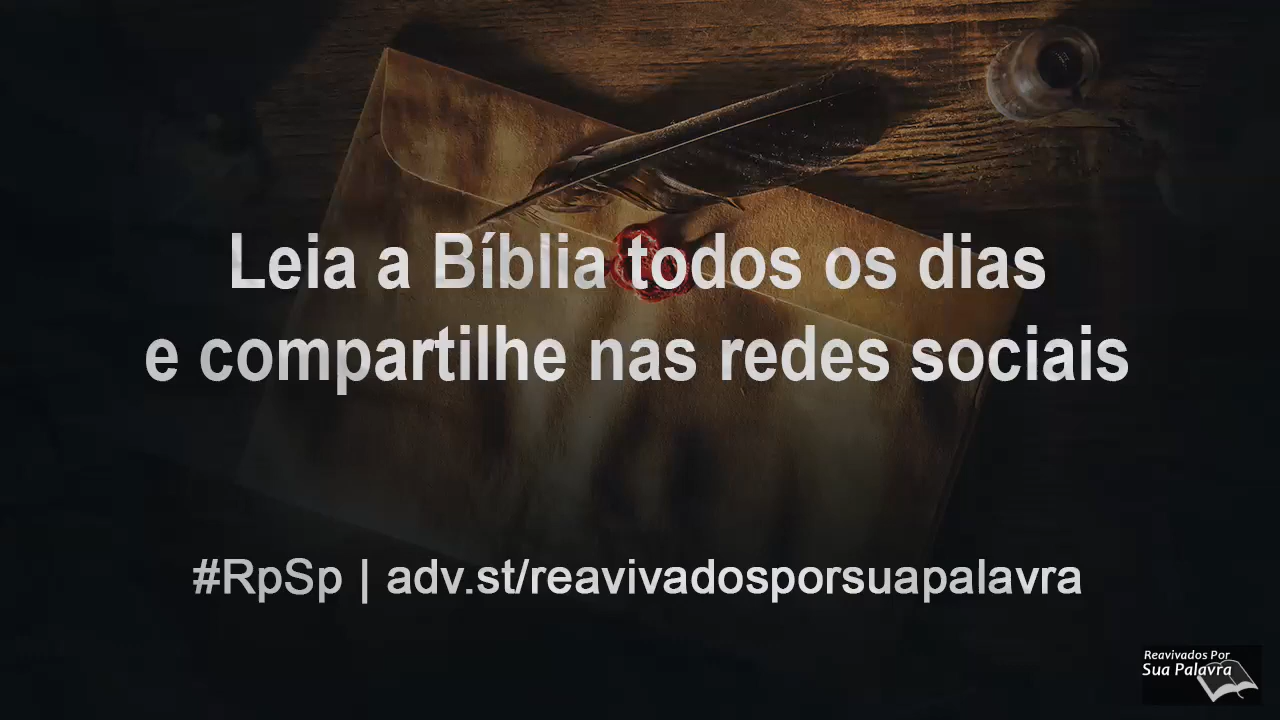 Leia a Bíblia todos os dias
e compartilhe nas redes sociais
#RpSp | adv.st/reavivadosporsuapalavra
Reavivados Por
Sua Palavra